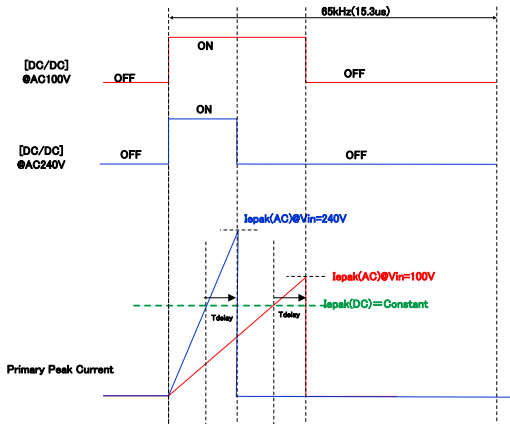 65kHz(15.3us)
ON
[DC/DC]
@AC100V
OFF
OFF
ON
[DC/DC]
@AC240V
OFF
OFF
Iepak(AC)@Vin=240V
Iepak(AC)@Vin=100V
Iepak(DC)=Constant
Tdelay
Tdelay
Primary Peak Current